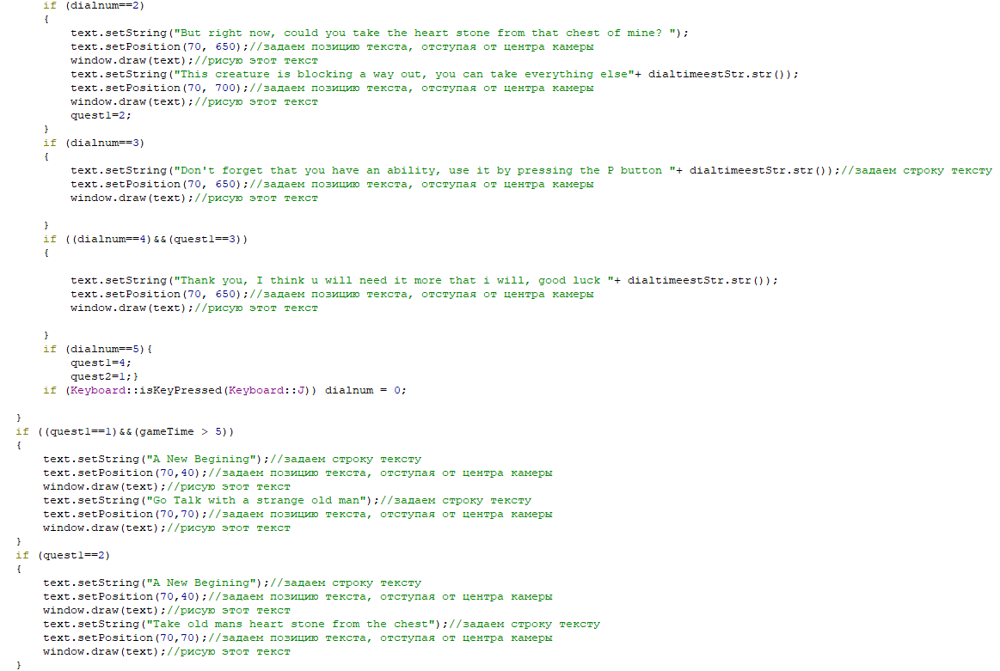 if (dialnum==2)
{
text.setString("But right now, could you take the heart stone from that chest of mine? ");
text.setPosition(70, 650);//задаем позицию текста, отступая от центра камеры
window.draw(text);//рисую этот текст
text.setString("This creature is blocking a way out, you can take everything else"+ dialtimeestStr.str());
text.setPosition(70, 700);//задаем позицию текста, отступая от центра камеры
window.draw(text);//рисую этот текст
quest1=2;
}
if (dialnum==3)
{
text.setString("Don't forget that you have an ability, use it by pressing the P button "+ dialtimeestStr.str());//задаем строку тексту
text.setPosition(70, 650);//задаем позицию текста, отступая от центра камеры
window.draw(text);//рисую этот текст
}
if ((dialnum==4)&&(quest1==3))
{
text.setString("Thank you, I think u will need it more that i will, good luck "+ dialtimeestStr.str());
text.setPosition(70, 650);//задаем позицию текста, отступая от центра камеры
window.draw(text);//рисую этот текст
}
if (dialnum==5){
quest1=4;
quest2=1;}
if (Keyboard::isKeyPressed(Keyboard::J)) dialnum = 0;
}
if ((quest1==1)&&(gameTime > 5))
{
text.setString("A New Begining");//задаем строку тексту
text.setPosition(70,40);//задаем позицию текста, отступая от центра камеры
window.draw(text);//рисую этот текст
text.setString("Go Talk with a strange old man");//задаем строку тексту
text.setPosition(70,70);//задаем позицию текста, отступая от центра камеры
window.draw(text);//рисую этот текст
}
if (quest1==2)
{
text.setString("A New Begining");//задаем строку тексту
text.setPosition(70,40);//задаем позицию текста, отступая от центра камеры
window.draw(text);//рисую этот текст
text.setString("Take old mans heart stone from the chest");//задаем строку тексту
text.setPosition(70,70);//задаем позицию текста, отступая от центра камеры
window.draw(text);//рисую этот текст
}